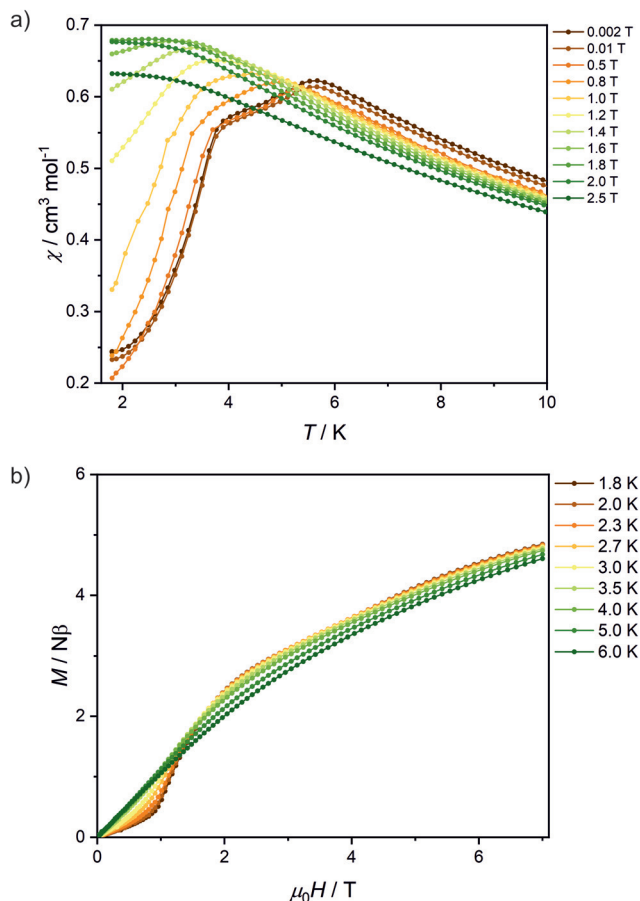 a)
0.7
0.6
0.5
0.4
0.3
0.2
χ / cm³ mol⁻¹
2
4
6
8
10
T / K
0.002 T
0.01 T
0.5 T
0.8 T
1.0 T
1.2 T
1.4 T
1.6 T
1.8 T
2.0 T
2.5 T
b)
6
4
2
0
M / Nβ
0
2
4
6
μ₀H / T
1.8 K
2.0 K
2.3 K
2.7 K
3.0 K
3.5 K
4.0 K
5.0 K
6.0 K